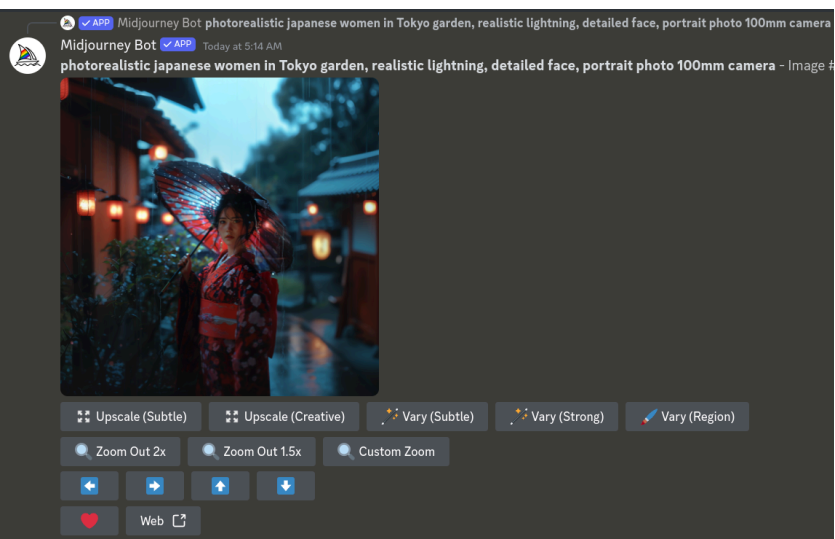 APP Midjourney Bot photorealistic japanese women in Tokyo garden, realistic lightning, detailed face, portrait photo 100mm camera
Midjourney Bot APP Today at 5:14 AM
photorealistic japanese women in Tokyo garden, realistic lightning, detailed face, portrait photo 100mm camera - Image #
Upscale (Subtle) Upscale (Creative) Vary (Subtle) Vary (Strong) Vary (Region)
Zoom Out 2x Zoom Out 1.5x Custom Zoom
Web